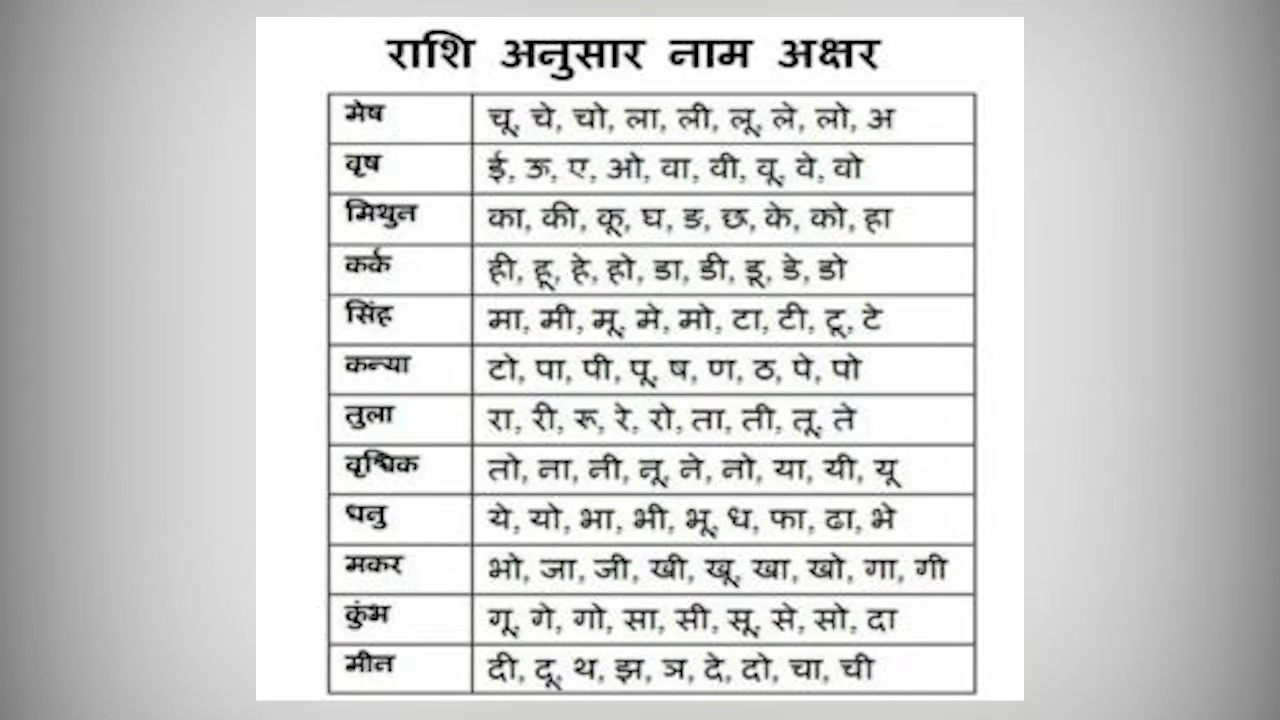 राशि अनुसार नाम अक्षर
मेष चू, चे, चो, ला, ली, लू, ले, लो, अ
वृष ई, ऊ, ए, ओ, वा, वी, वू, वे, वो
मिथुन का, की, कू, घ, ङ, छ, के, को, हा
कर्क ही, हू, हे, हो, डा, डी, डू, डे, डो
सिंह मा, मी, मू, मे, मो, टा, टी, टू, टे
कन्या टो, पा, पी, पू, ष, ण, ठ, पे, पो
तुला रा, री, रू, रे, रो, ता, ती, तू, ते
वृश्चिक तो, ना, नी, नू, ने, नो, या, यी, यू
धनु ये, यो, भा, भी, भू, ध, फा, ढा, भे
मकर भो, जा, जी, खी, खू, खा, खो, गा, गी
कुंभ गू, गे, गो, सा, सी, सू, से, सो, दा
मीन दी, दू, थ, झ, ञ, दे, दो, चा, ची